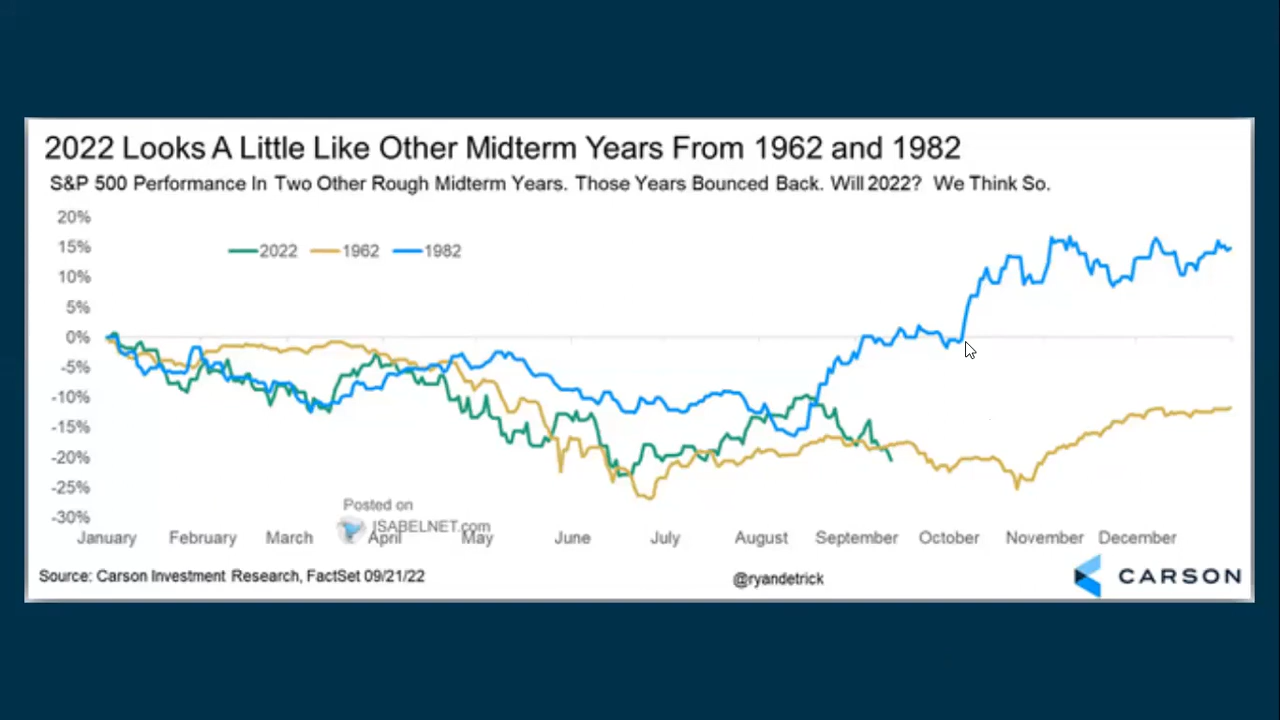 2022 Looks A Little Like Other Midterm Years From 1962 and 1982
S&P 500 Performance In Two Other Rough Midterm Years. Those Years Bounced Back. Will 2022? We Think So.
20%
2022 1962 1982
15%
10%
5%
0%
-5%
-10%
-15%
-20%
-25%
-30%
Posted on
ISABELNET.com
January February March April May June July August September October November December
Source: Carson Investment Research, FactSet 09/21/22
@ryandetrick
CARSON